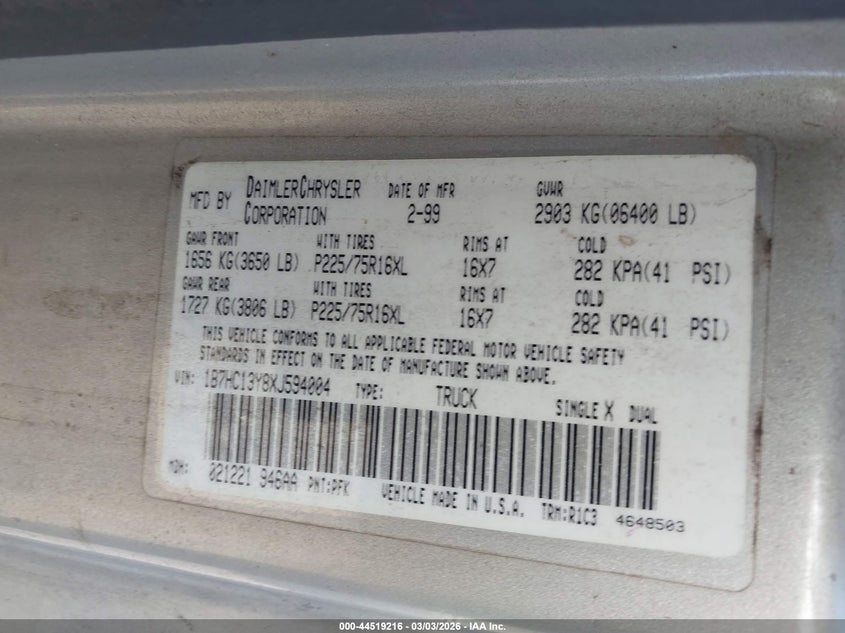 MFD BY DAIMLERCHRYSLER CORPORATION DATE OF MFR 2-99 GVWR 2903 KG(06400 LB)
GAWR FRONT WITH TIRES RIMS AT COLD
1656 KG(3650 LB) P225/75R16XL 16X7 282 KPA(41 PSI)
GAWR REAR WITH TIRES RIMS AT COLD
1727 KG(3806 LB) P225/75R16XL 16X7 282 KPA(41 PSI)
THIS VEHICLE CONFORMS TO ALL APPLICABLE FEDERAL MOTOR VEHICLE SAFETY
STANDARDS IN EFFECT ON THE DATE OF MANUFACTURE SHOWN ABOVE.
VIN: 1B7HC13Y8XJ594004 TYPE: TRUCK SINGLE X DUAL
MDH: 021221 946AA PNT:PFK VEHICLE MADE IN U.S.A. TRM:R1C3 4648503
000-44519216 - 03/03/2026 - IAA Inc.